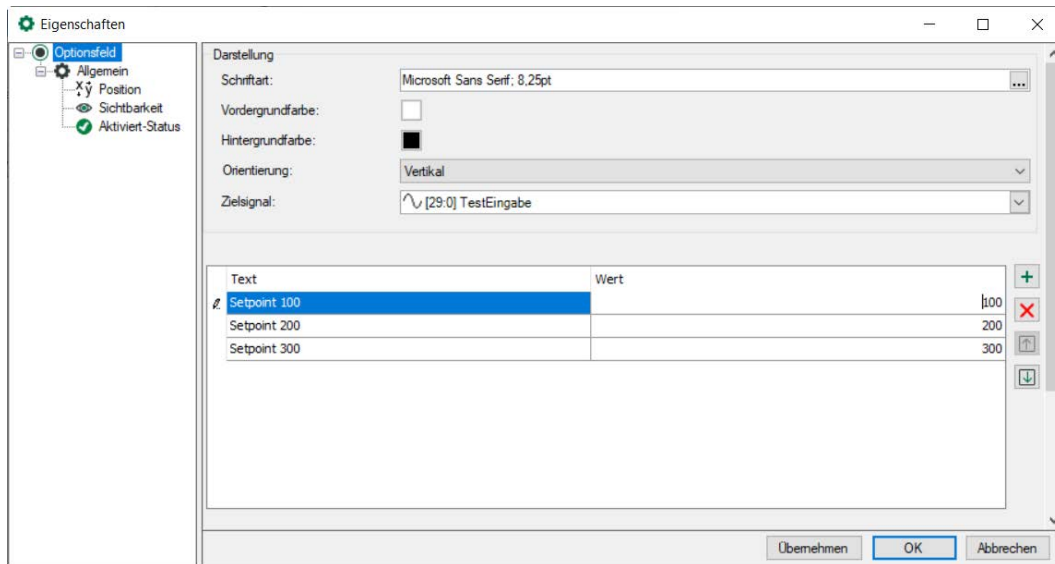 Eigenschaften
Optionsfeld
Allgemein
Position
Sichtbarkeit
Aktiviert-Status
Darstellung
Schriftart: Microsoft Sans Serif; 8,25pt ...
Vordergrundfarbe:
Hintergrundfarbe:
Orientierung: Vertikal
Zielsignal: [29:0] TestEingabe
Text Wert
Setpoint 100 100
Setpoint 200 200
Setpoint 300 300
Übernehmen OK Abbrechen